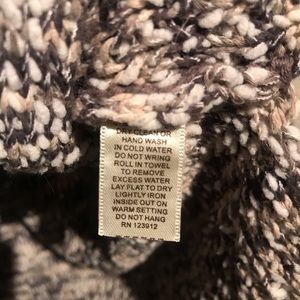 DRY CLEAN OR
HAND WASH
IN COLD WATER
DO NOT WRING
ROLL IN TOWEL
TO REMOVE
EXCESS WATER
LAY FLAT TO DRY
LIGHTLY IRON
INSIDE OUT ON
WARM SETTING
DO NOT HANG
RN 123912